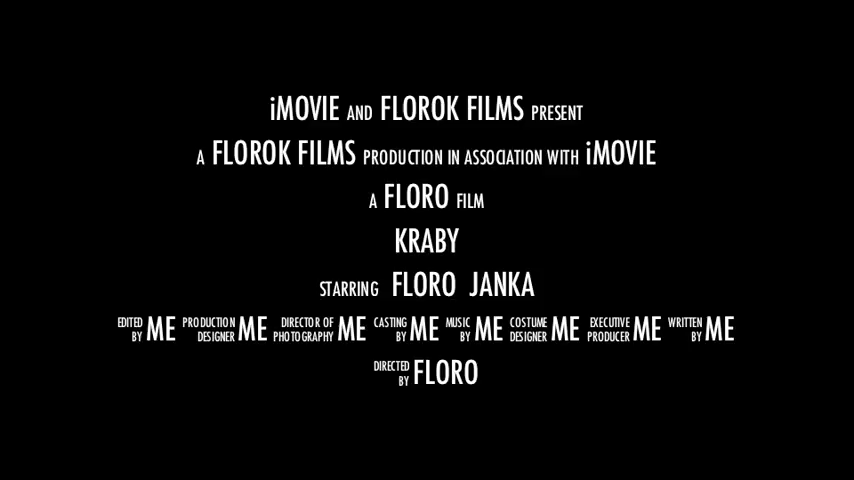 iMOVIE AND FLOROK FILMS PRESENT
A FLOROK FILMS PRODUCTION IN ASSOCIATION WITH iMOVIE
A FLORO FILM
KRABY
STARRING FLORO JANKA
EDITED BY ME PRODUCTION DESIGNER ME DIRECTOR OF PHOTOGRAPHY ME CASTING BY ME MUSIC BY ME COSTUME DESIGNER ME EXECUTIVE PRODUCER ME WRITTEN BY ME
DIRECTED BY FLORO